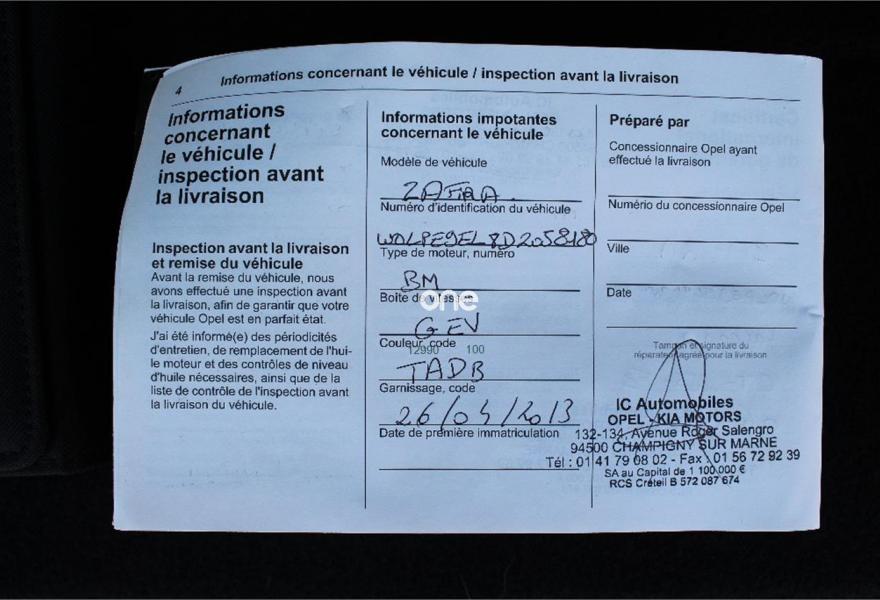 4
Informations concernant le véhicule / inspection avant la livraison
Informations
concernant
le véhicule /
inspection avant
la livraison
Inspection avant la livraison
et remise du véhicule
Avant la remise du véhicule, nous
avons effectué une inspection avant
la livraison, afin de garantir que votre
véhicule Opel est en parfait état.
J'ai été informé(e) des périodicités
d'entretien, de remplacement de l'hui-
le moteur et des contrôles de niveau
d'huile nécessaires, ainsi que de la
liste de contrôle de l'inspection avant
la livraison du véhicule.
Informations impotantes
concernant le véhicule
Modèle de véhicule
ZAFIRA
Numéro d'identification du véhicule
Type de moteur, numéro
BM
Boîte de vitesses
one
GEV
Couleur, code
12990 100
TADB
Garnissage, code
26/04/2013
Date de première immatriculation
Préparé par
Concessionnaire Opel ayant
effectué la livraison
Numério du concessionnaire Opel
Ville
Date
Tampon et signature du
réparateur agréé pour la livraison
IC Automobiles
OPEL - KIA MOTORS
132-134, Avenue Roger Salengro
94500 CHAMPIGNY SUR MARNE
Tél : 01 41 79 08 02 - Fax : 01 56 72 92 39
SA au Capital de 1 100.000 €
RCS Créteil B 572 087 674